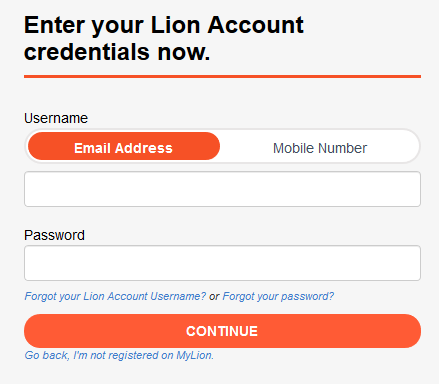 Enter your Lion Account
credentials now.
Username
Email Address Mobile Number
Password
Forgot your Lion Account Username? or Forgot your password?
CONTINUE
Go back, I'm not registered on MyLion.